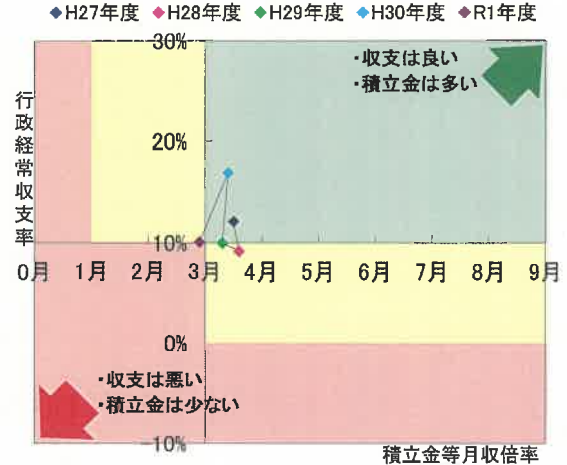 ◆H27年度 ◆H28年度 ◆H29年度 ◆H30年度 ◆R1年度
30%
・収支は良い
・積立金は多い
行政経常収支率
20%
10%
0月 1月 2月 3月 4月 5月 6月 7月 8月 9月
0%
・収支は悪い
・積立金は少ない
-10%
積立金等月収倍率